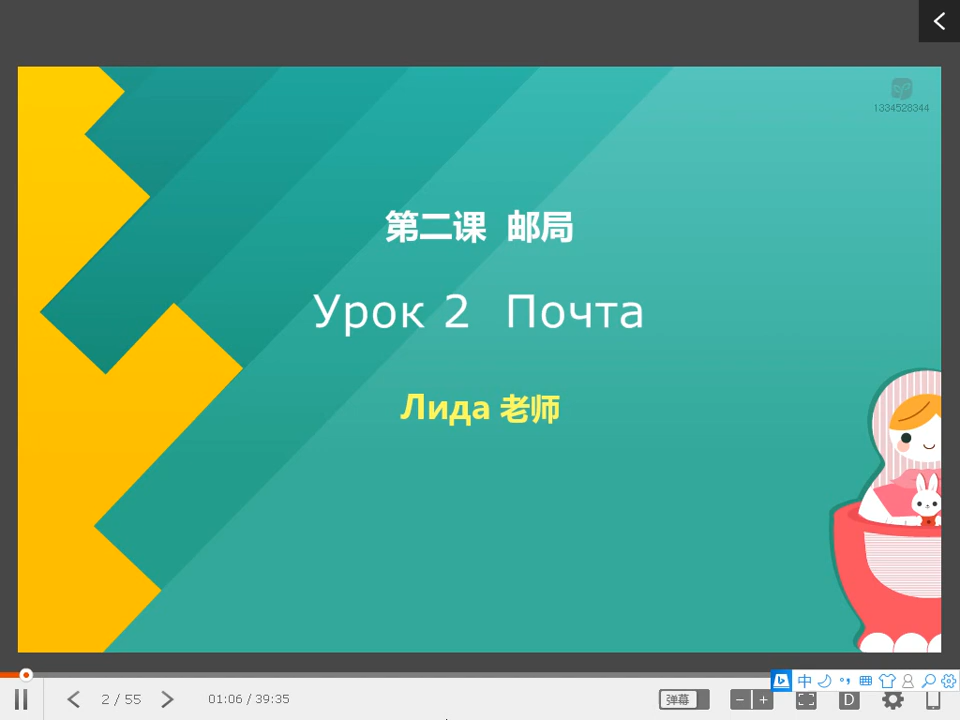 1334528344
第二课 邮局
Урок 2 Почта
Лида 老师
2 / 55
01:06 / 39:35
弹幕
中
D